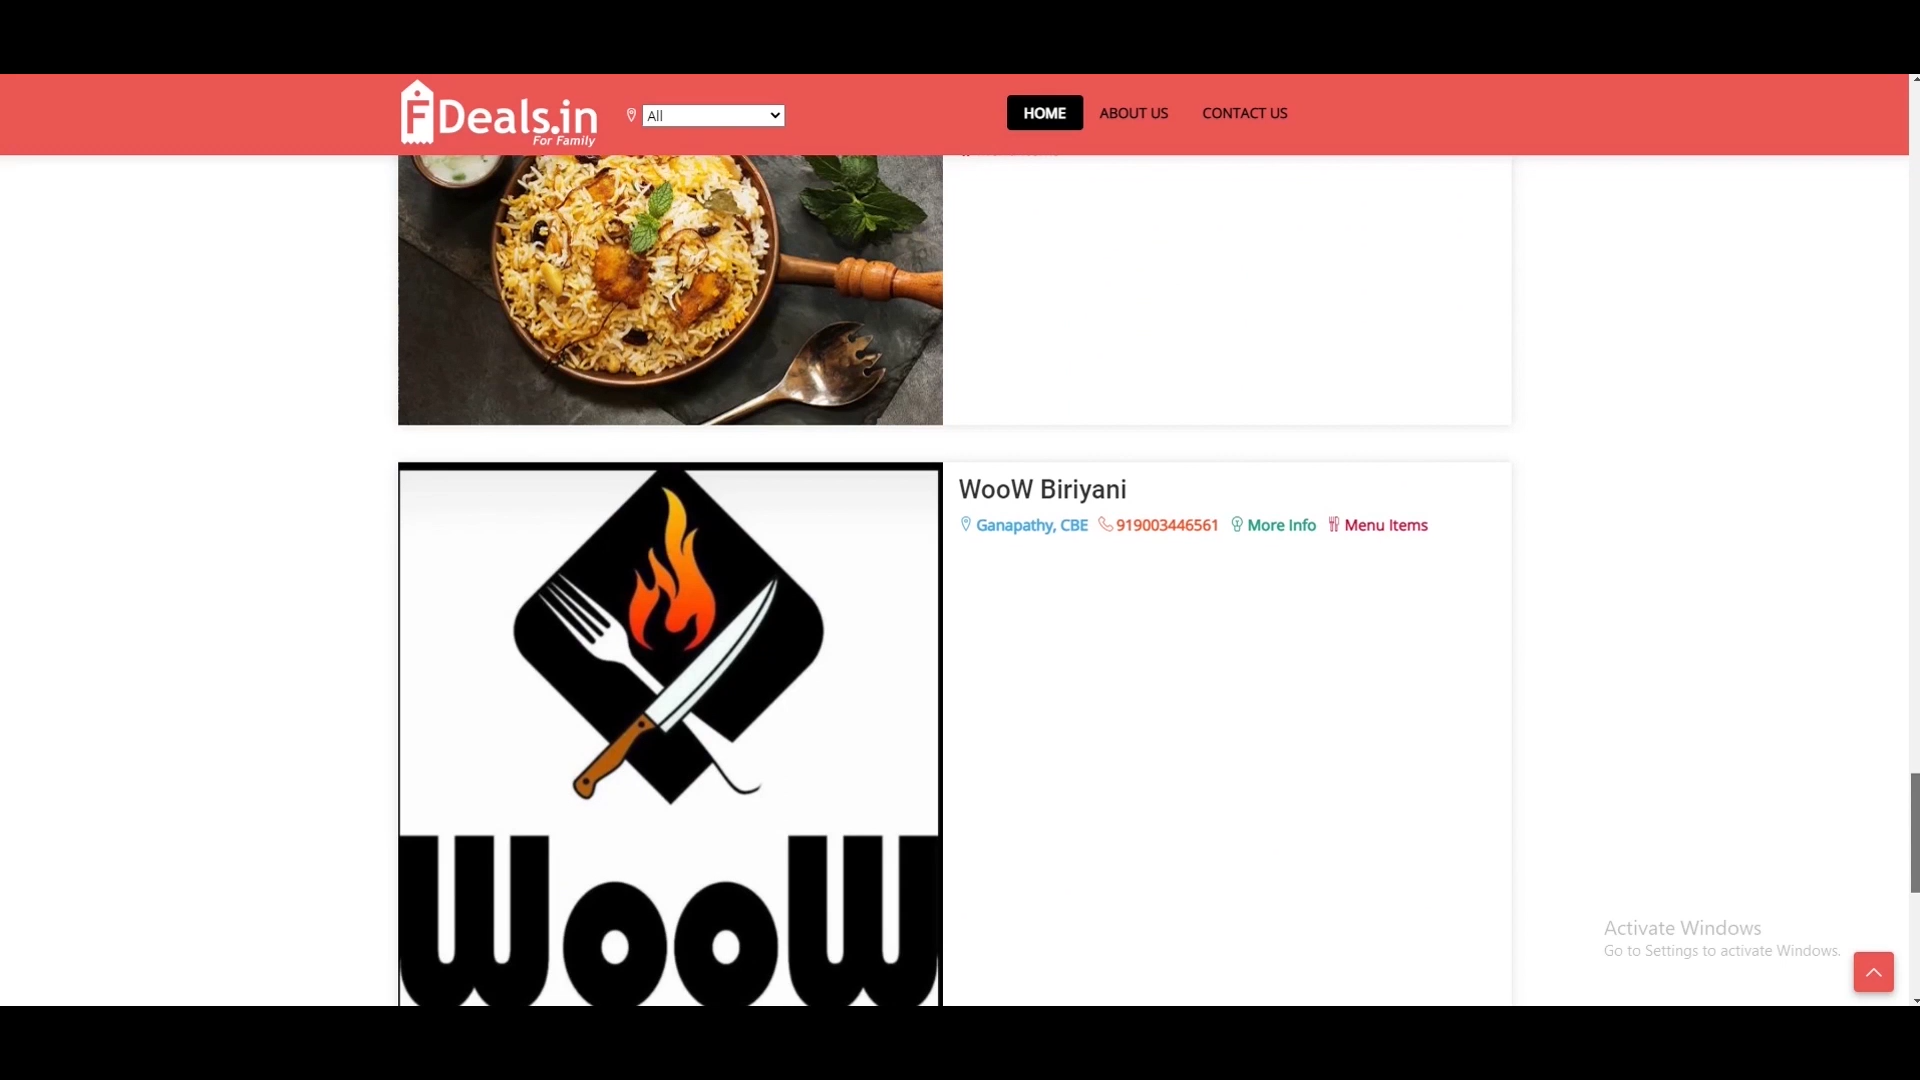 FDeals.in
For Family
All
HOME
ABOUT US
CONTACT US
WooW Biriyani
Ganapathy, CBE
919003446561
More Info
Menu Items
WooW
Activate Windows
Go to Settings to activate Windows.